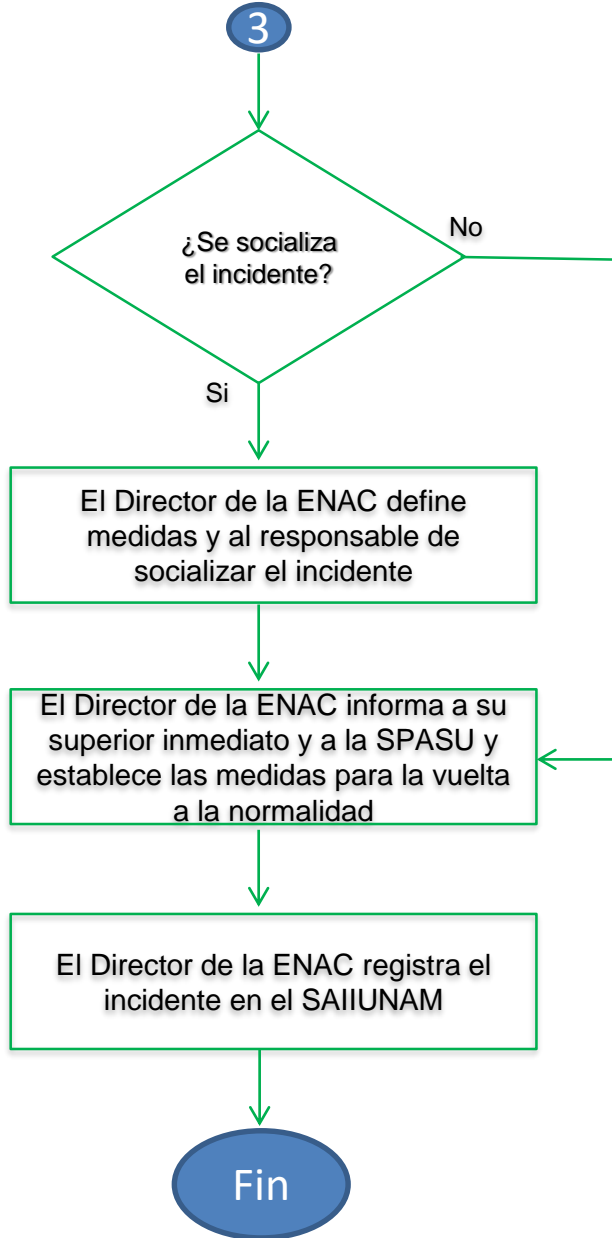 3
¿Se socializa
el incidente?
No
Si
El Director de la ENAC define
medidas y al responsable de
socializar el incidente
El Director de la ENAC informa a su
superior inmediato y a la SPASU y
establece las medidas para la vuelta
a la normalidad
El Director de la ENAC registra el
incidente en el SAIIUNAM
Fin